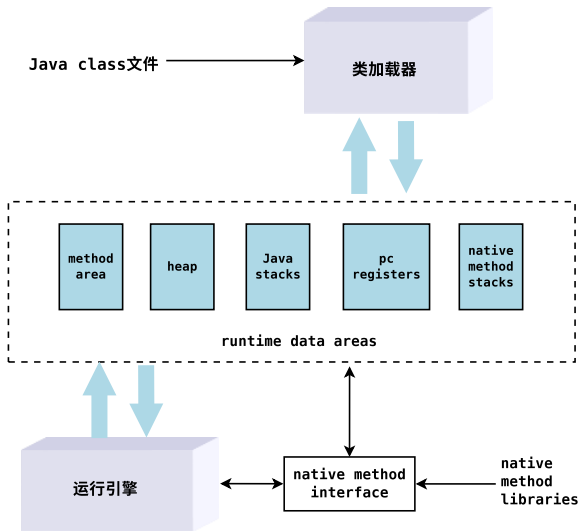 Java class文件
类加载器
method
area
heap
Java
stacks
pc
registers
native
method
stacks
runtime data areas
运行引擎
native method
interface
native
method
libraries